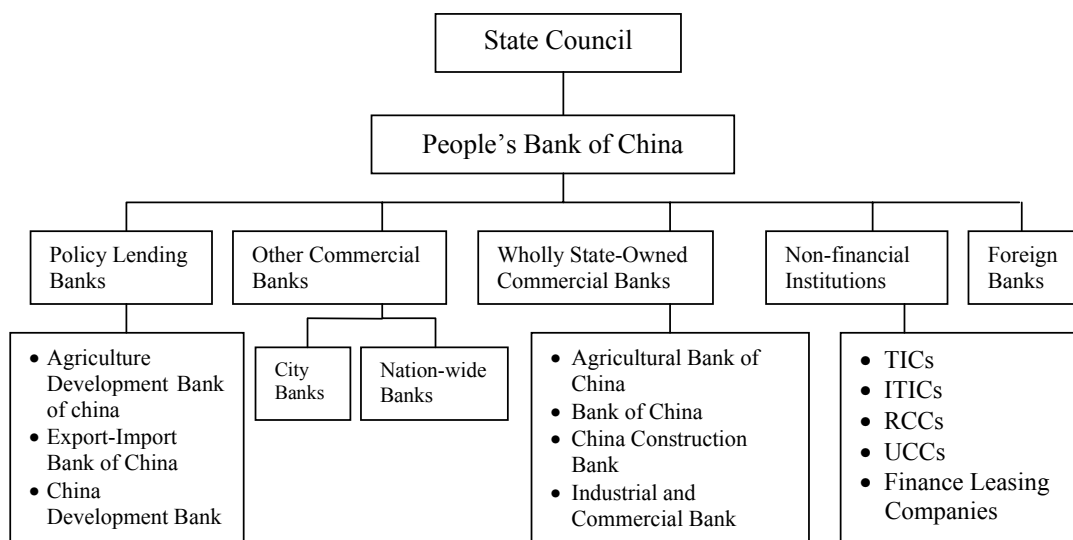 State Council
People's Bank of China
Policy Lending
Banks
Other Commercial
Banks
Wholly State-Owned
Commercial Banks
Non-financial
Institutions
Foreign
Banks
• Agriculture
Development Bank
of china
• Export-Import
Bank of China
• China
Development Bank
City
Banks
Nation-wide
Banks
• Agricultural Bank of
China
• Bank of China
• China Construction
Bank
• Industrial and
Commercial Bank
• TICs
• ITICs
• RCCs
• UCCs
• Finance Leasing
Companies